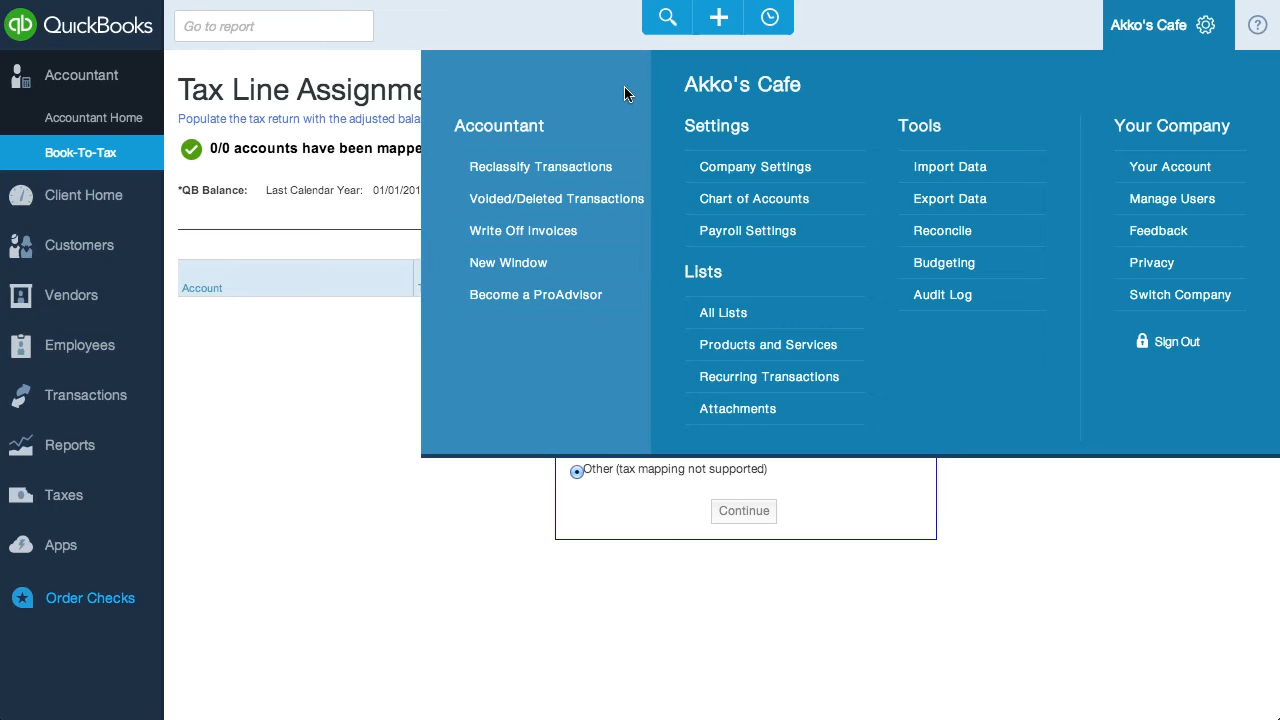 QuickBooks
Go to report
Akko's Cafe
Accountant
Accountant Home
Book-To-Tax
Client Home
Customers
Vendors
Employees
Transactions
Reports
Taxes
Apps
Order Checks
Tax Line Assignme
Populate the tax return with the adjusted bala
0/0 accounts have been mappe
*QB Balance: Last Calendar Year: 01/01/201
Account
Accountant
Reclassify Transactions
Voided/Deleted Transactions
Write Off Invoices
New Window
Become a ProAdvisor
Akko's Cafe
Settings
Company Settings
Chart of Accounts
Payroll Settings
Lists
All Lists
Products and Services
Recurring Transactions
Attachments
Tools
Import Data
Export Data
Reconcile
Budgeting
Audit Log
Your Company
Your Account
Manage Users
Feedback
Privacy
Switch Company
Sign Out
Other (tax mapping not supported)
Continue